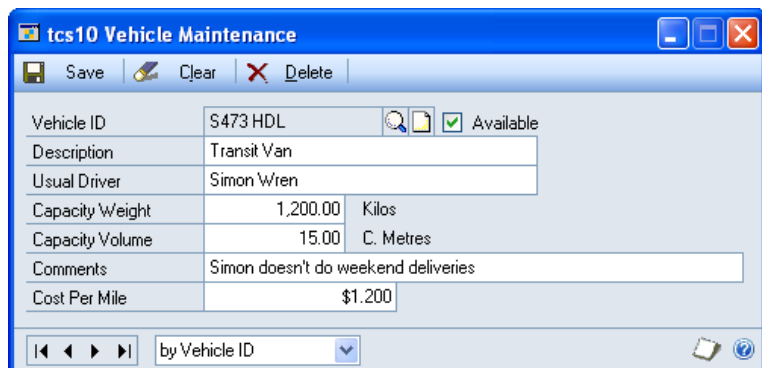 tcs10 Vehicle Maintenance
Save Clear Delete
Vehicle ID S473 HDL Available
Description Transit Van
Usual Driver Simon Wren
Capacity Weight 1,200.00 Kilos
Capacity Volume 15.00 C. Metres
Comments Simon doesn't do weekend deliveries
Cost Per Mile $1.200
by Vehicle ID